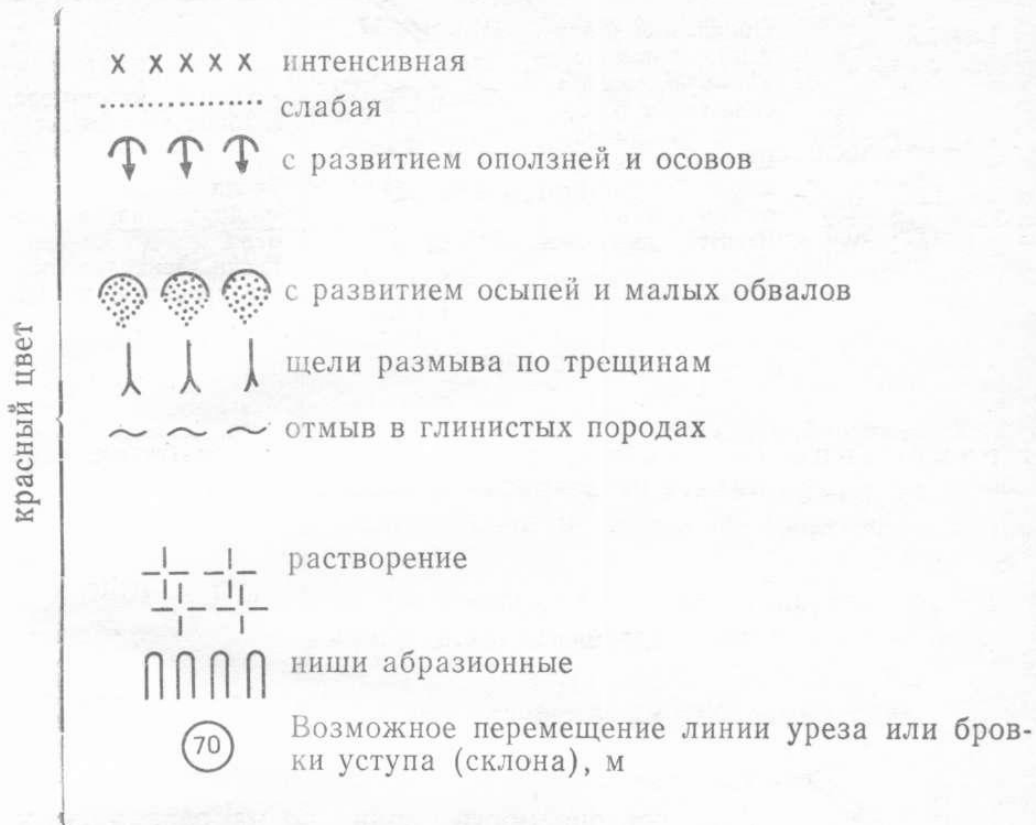 красный цвет
x x x x x интенсивная
слабая
с развитием оползней и осовов
с развитием осыпей и малых обвалов
щели размыва по трещинам
отмыв в глинистых породах
растворение
ниши абразионные
70 Возможное перемещение линии уреза или бров-
ки уступа (склона), м